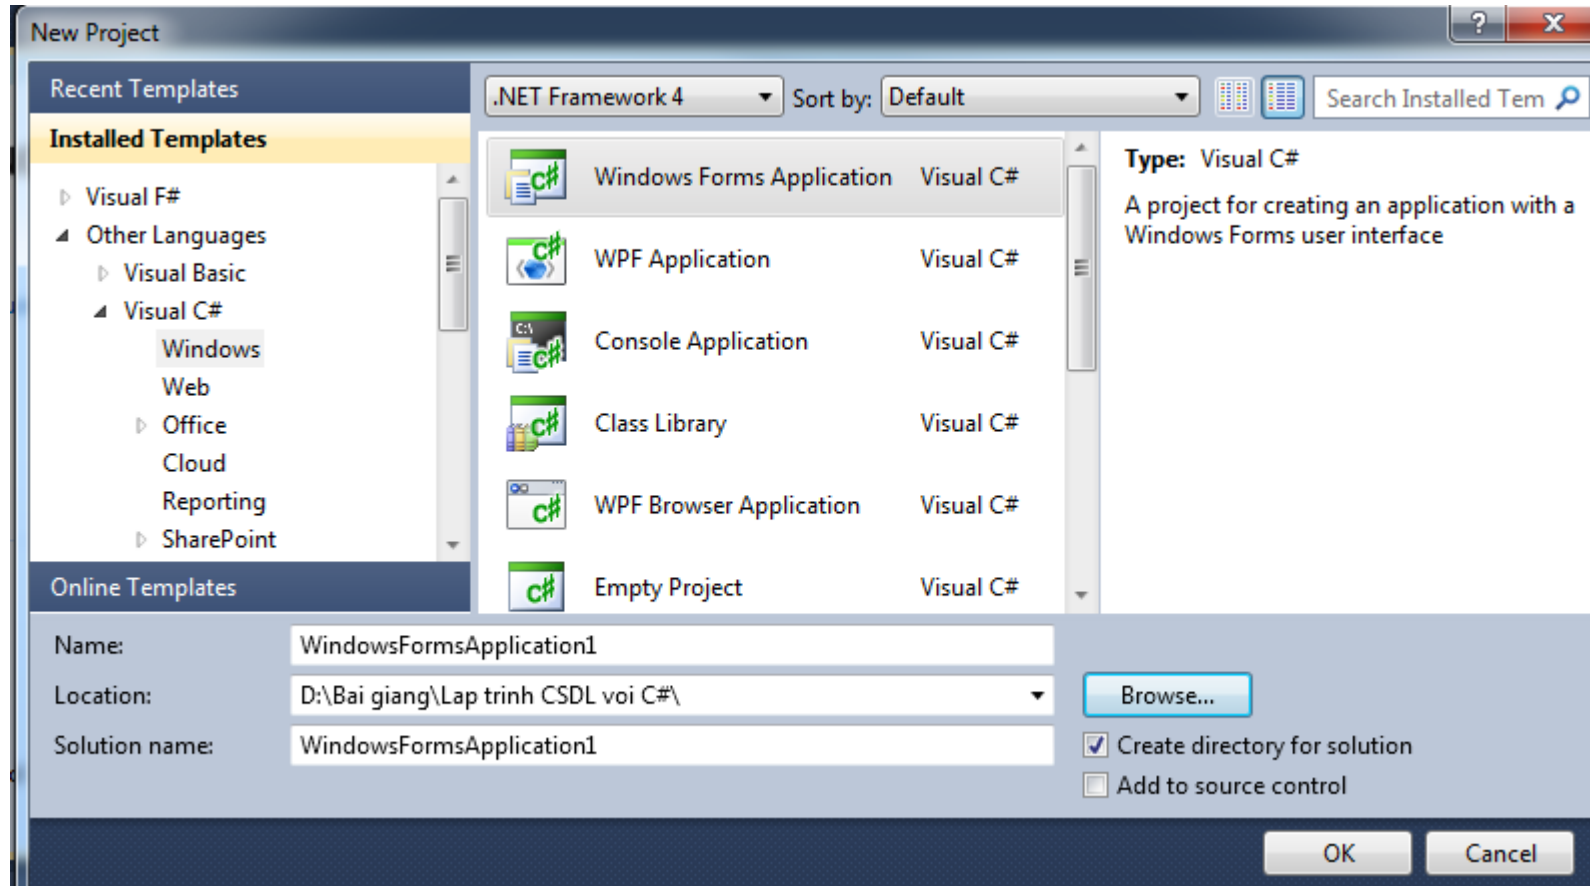 New Project
Recent Templates
Installed Templates
Visual F#
Other Languages
Visual Basic
Visual C#
Windows
Web
Office
Cloud
Reporting
SharePoint
Online Templates
.NET Framework 4 Sort by: Default Search Installed Tem
Windows Forms Application Visual C#
WPF Application Visual C#
Console Application Visual C#
Class Library Visual C#
WPF Browser Application Visual C#
Empty Project Visual C#
Type: Visual C#
A project for creating an application with a
Windows Forms user interface
Name: WindowsFormsApplication1
Location: D:\Bai giang\Lap trinh CSDL voi C#\ Browse...
Solution name: WindowsFormsApplication1
Create directory for solution
Add to source control
OK Cancel